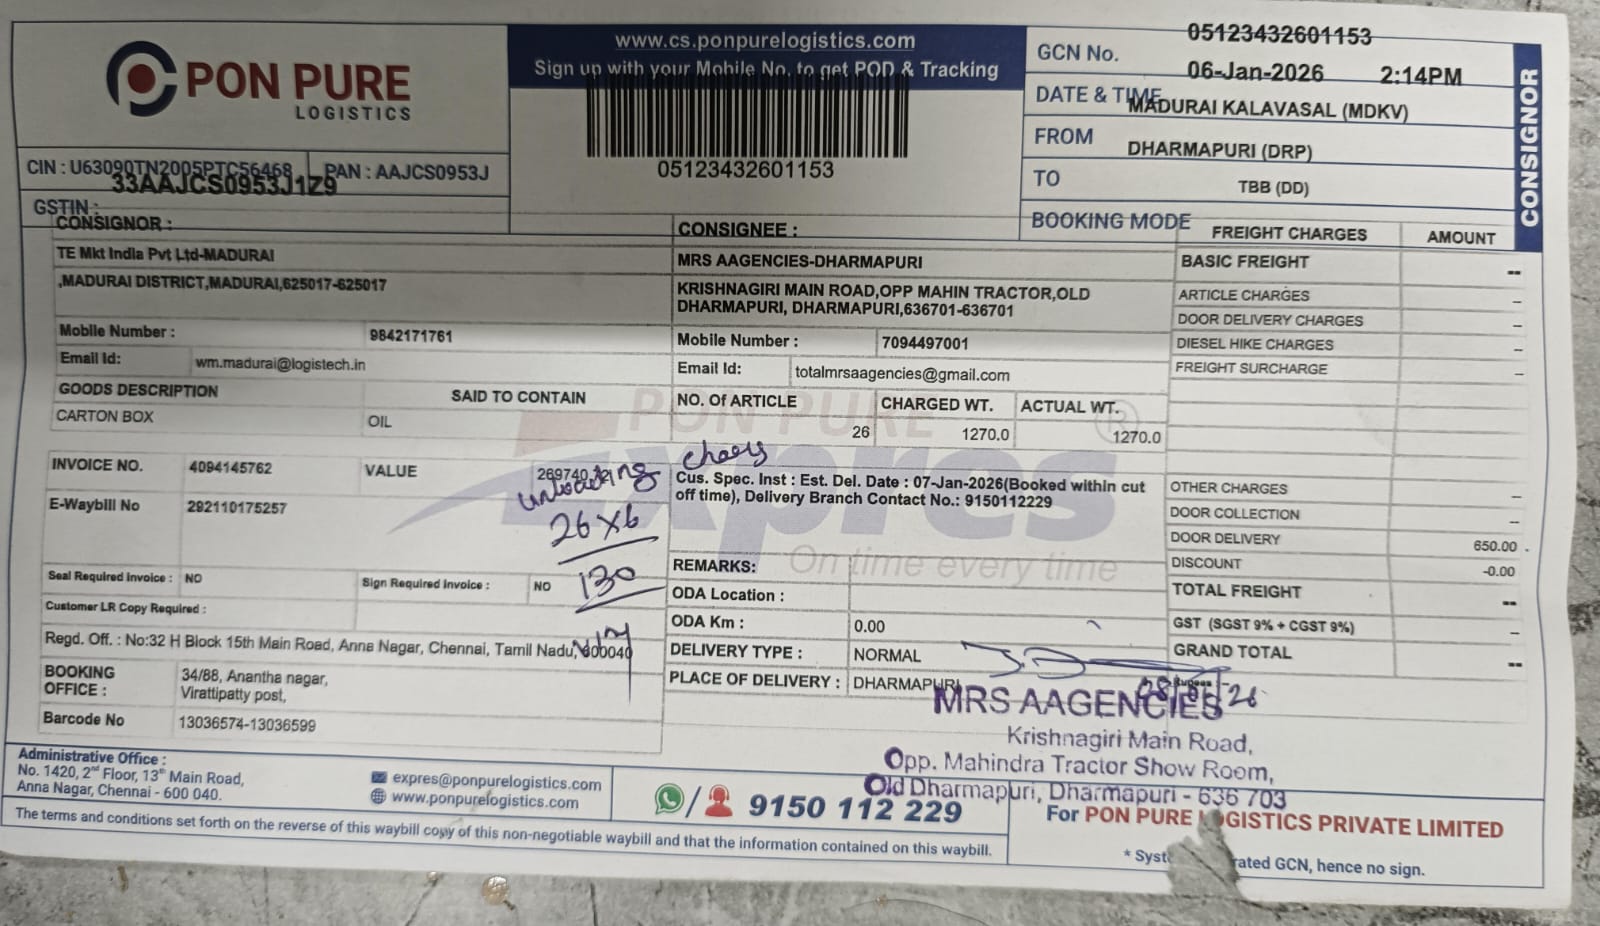 PON PURE
LOGISTICS
www.cs.ponpurelogistics.com
Sign up with your Mobile No. to get POD & Tracking
05123432601153
GCN No. 05123432601153
DATE & TIME 06-Jan-2026 2:14PM
FROM MADURAI KALAVASAL (MDKV)
TO DHARMAPURI (DRP)
BOOKING MODE TBB (DD)
CONSIGNOR
CIN : U63090TN2005PTC56468 PAN : AAJCS0953J
GSTIN : 33AAJCS0953J1Z9
CONSIGNOR :
TE Mkt India Pvt Ltd-MADURAI
,MADURAI DISTRICT,MADURAI,625017-625017
Mobile Number : 9842171761
Email Id: wm.madurai@logistech.in
CONSIGNEE :
MRS AAGENCIES-DHARMAPURI
KRISHNAGIRI MAIN ROAD,OPP MAHIN TRACTOR,OLD
DHARMAPURI, DHARMAPURI,636701-636701
Mobile Number : 7094497001
Email Id: totalmrsaagencies@gmail.com
FREIGHT CHARGES AMOUNT
BASIC FREIGHT --
ARTICLE CHARGES -
DOOR DELIVERY CHARGES -
DIESEL HIKE CHARGES -
FREIGHT SURCHARGE -
GOODS DESCRIPTION SAID TO CONTAIN NO. Of ARTICLE CHARGED WT. ACTUAL WT.
CARTON BOX OIL 26 1270.0 1270.0
PON PURE
Expres
®
On time every time
INVOICE NO. 4094145762 VALUE
E-Waybill No 292110175257
unloading
26x6
130
Cus. Spec. Inst : Est. Del. Date : 07-Jan-2026(Booked within cut
off time), Delivery Branch Contact No.: 9150112229
OTHER CHARGES -
DOOR COLLECTION -
DOOR DELIVERY 650.00
DISCOUNT -0.00
TOTAL FREIGHT --
GST (SGST 9% + CGST 9%) -
GRAND TOTAL --
Rupees :-
Seal Required Invoice : NO Sign Required Invoice : NO
Customer LR Copy Required :
REMARKS:
ODA Location :
ODA Km : 0.00
DELIVERY TYPE : NORMAL
PLACE OF DELIVERY : DHARMAPURI
Regd. Off. : No:32 H Block 15th Main Road, Anna Nagar, Chennai, Tamil Nadu, 600040
BOOKING OFFICE : 34/88, Anantha nagar,
Virattipatty post,
Barcode No 13036574-13036599
MRS AAGENCIES
Krishnagiri Main Road,
Opp. Mahindra Tractor Show Room,
Old Dharmapuri, Dharmapuri - 636 703
Administrative Office :
No. 1420, 2nd Floor, 13th Main Road,
Anna Nagar, Chennai - 600 040.
expres@ponpurelogistics.com
www.ponpurelogistics.com
9150 112 229
For PON PURE LOGISTICS PRIVATE LIMITED
The terms and conditions set forth on the reverse of this waybill copy of this non-negotiable waybill and that the information contained on this waybill.
GCN, hence no sign.